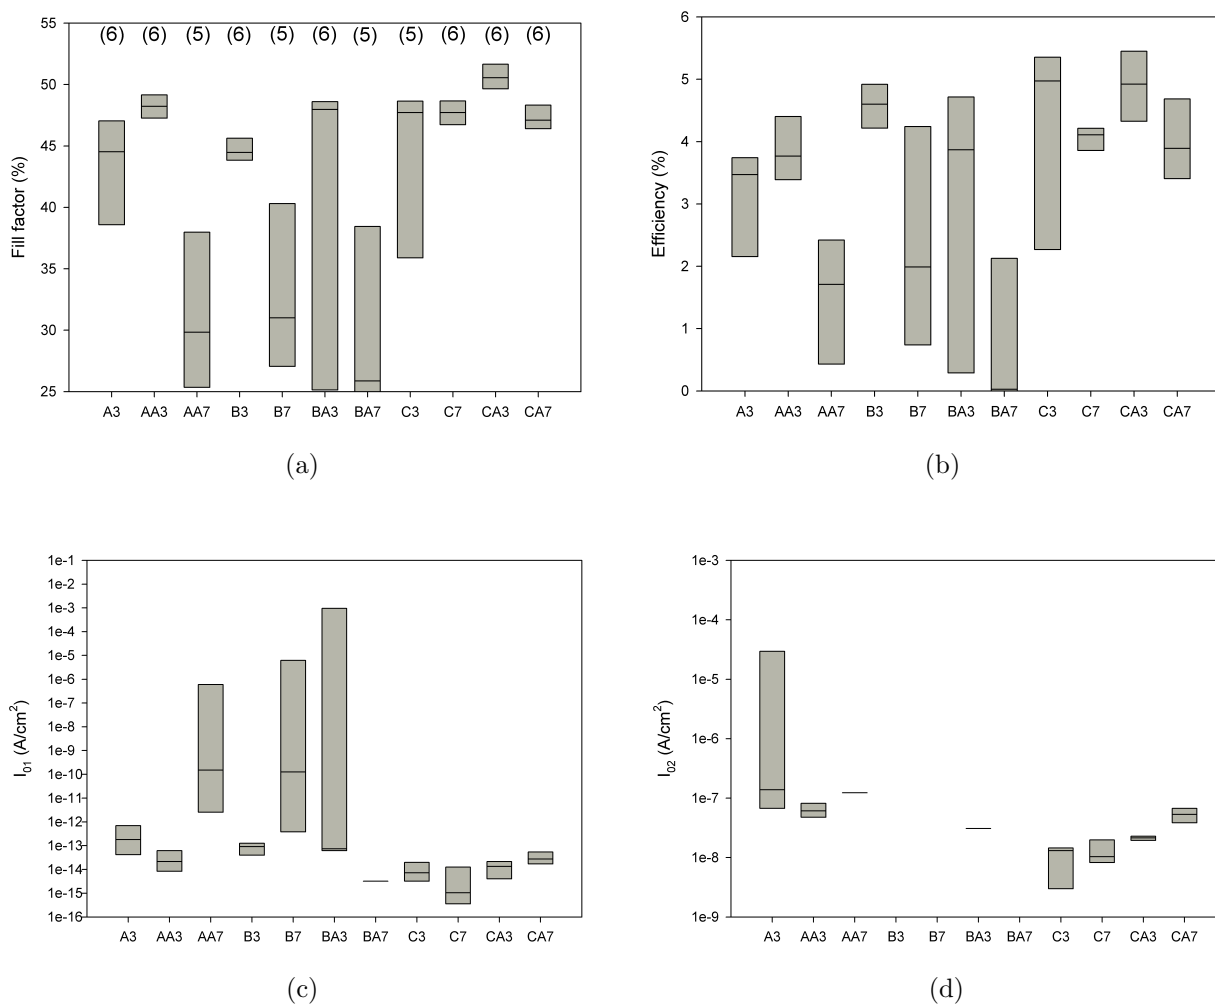 (6) (6) (5) (6) (5) (6) (5) (5) (6) (6) (6)
55
50
45
40
35
30
25
Fill factor (%)
A3 AA3 AA7 B3 B7 BA3 BA7 C3 C7 CA3 CA7
(a)
6
5
4
3
2
1
0
Efficiency (%)
A3 AA3 AA7 B3 B7 BA3 BA7 C3 C7 CA3 CA7
(b)
1e-1
1e-2
1e-3
1e-4
1e-5
1e-6
1e-7
1e-8
1e-9
1e-10
1e-11
1e-12
1e-13
1e-14
1e-15
1e-16
I01 (A/cm2)
A3 AA3 AA7 B3 B7 BA3 BA7 C3 C7 CA3 CA7
(c)
1e-3
1e-4
1e-5
1e-6
1e-7
1e-8
1e-9
I02 (A/cm2)
A3 AA3 AA7 B3 B7 BA3 BA7 C3 C7 CA3 CA7
(d)